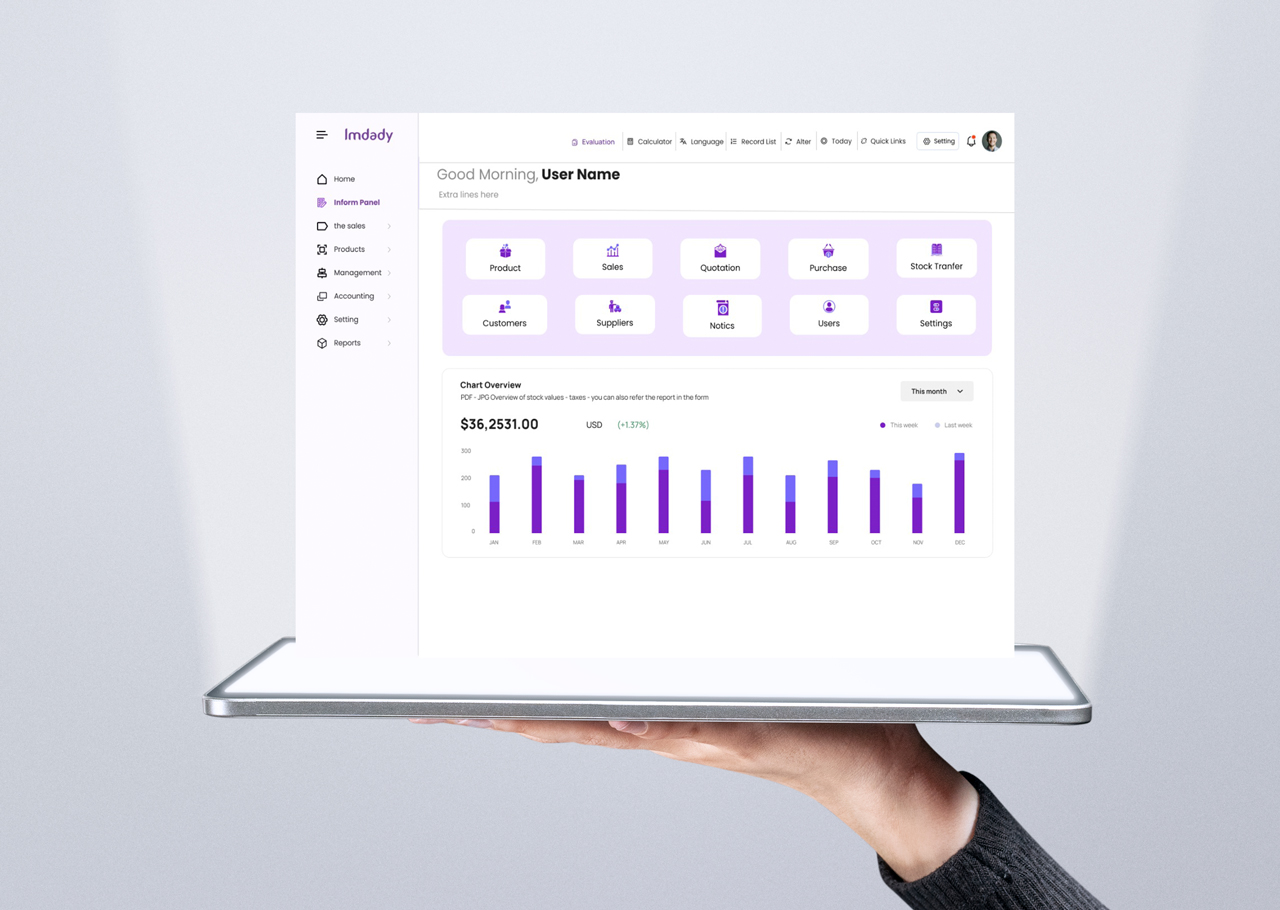 Imdady
Evaluation
Calculator
Language
Record List
Alter
Today
Quick Links
Setting
Home
Inform Panel
the sales
Products
Management
Accounting
Setting
Reports
Good Morning, User Name
Extra lines here
Product
Sales
Quotation
Purchase
Stock Tranfer
Customers
Suppliers
Notics
Users
Settings
Chart Overview
PDF - JPG Overview of stock values - taxes - you can also refer the report in the form
This month
$36,2531.00 USD (+1.37%)
This week
Last week
300
200
100
0
JAN FEB MAR APR MAY JUN JUL AUG SEP OCT NOV DEC